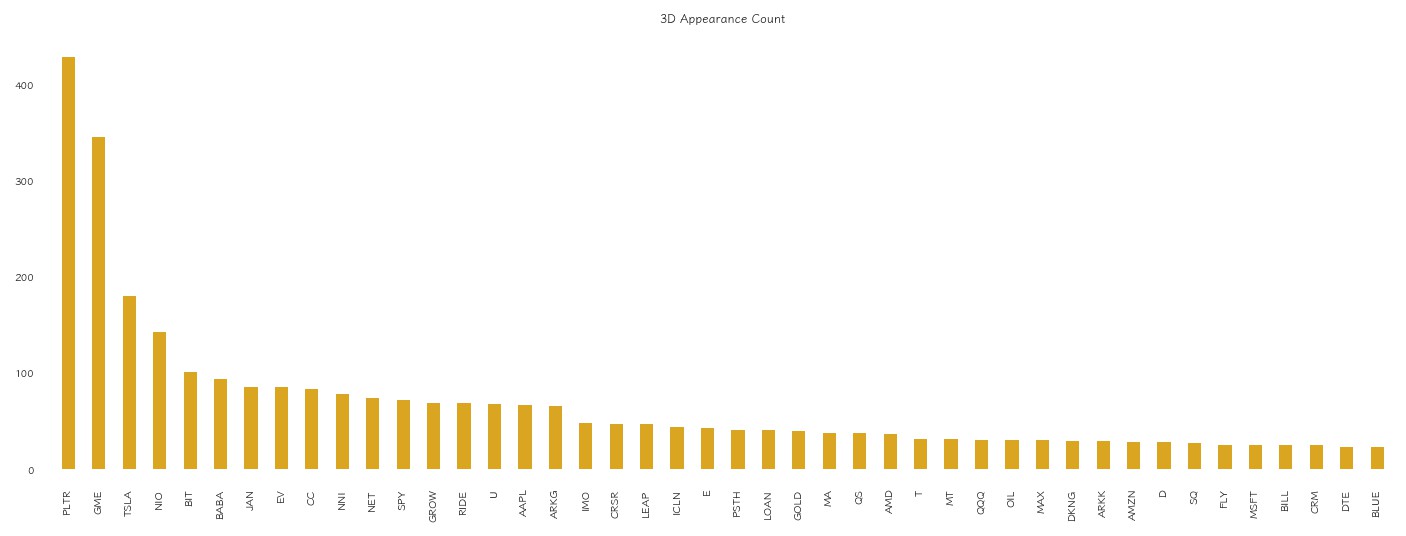 3D Appearance Count
400
300
200
100
0
PLTR
GME
TSLA
NIO
BIT
BABA
JAN
EV
CC
NNI
NET
SPY
GROW
RIDE
U
AAPL
ARKG
IMO
CRSR
LEAP
ICLN
E
PSTH
LOAN
GOLD
MA
QS
AMD
T
MT
QQQ
OIL
MAX
DKNG
ARKK
AMZN
D
SQ
FLY
MSFT
BILL
CRM
DTE
BLUE